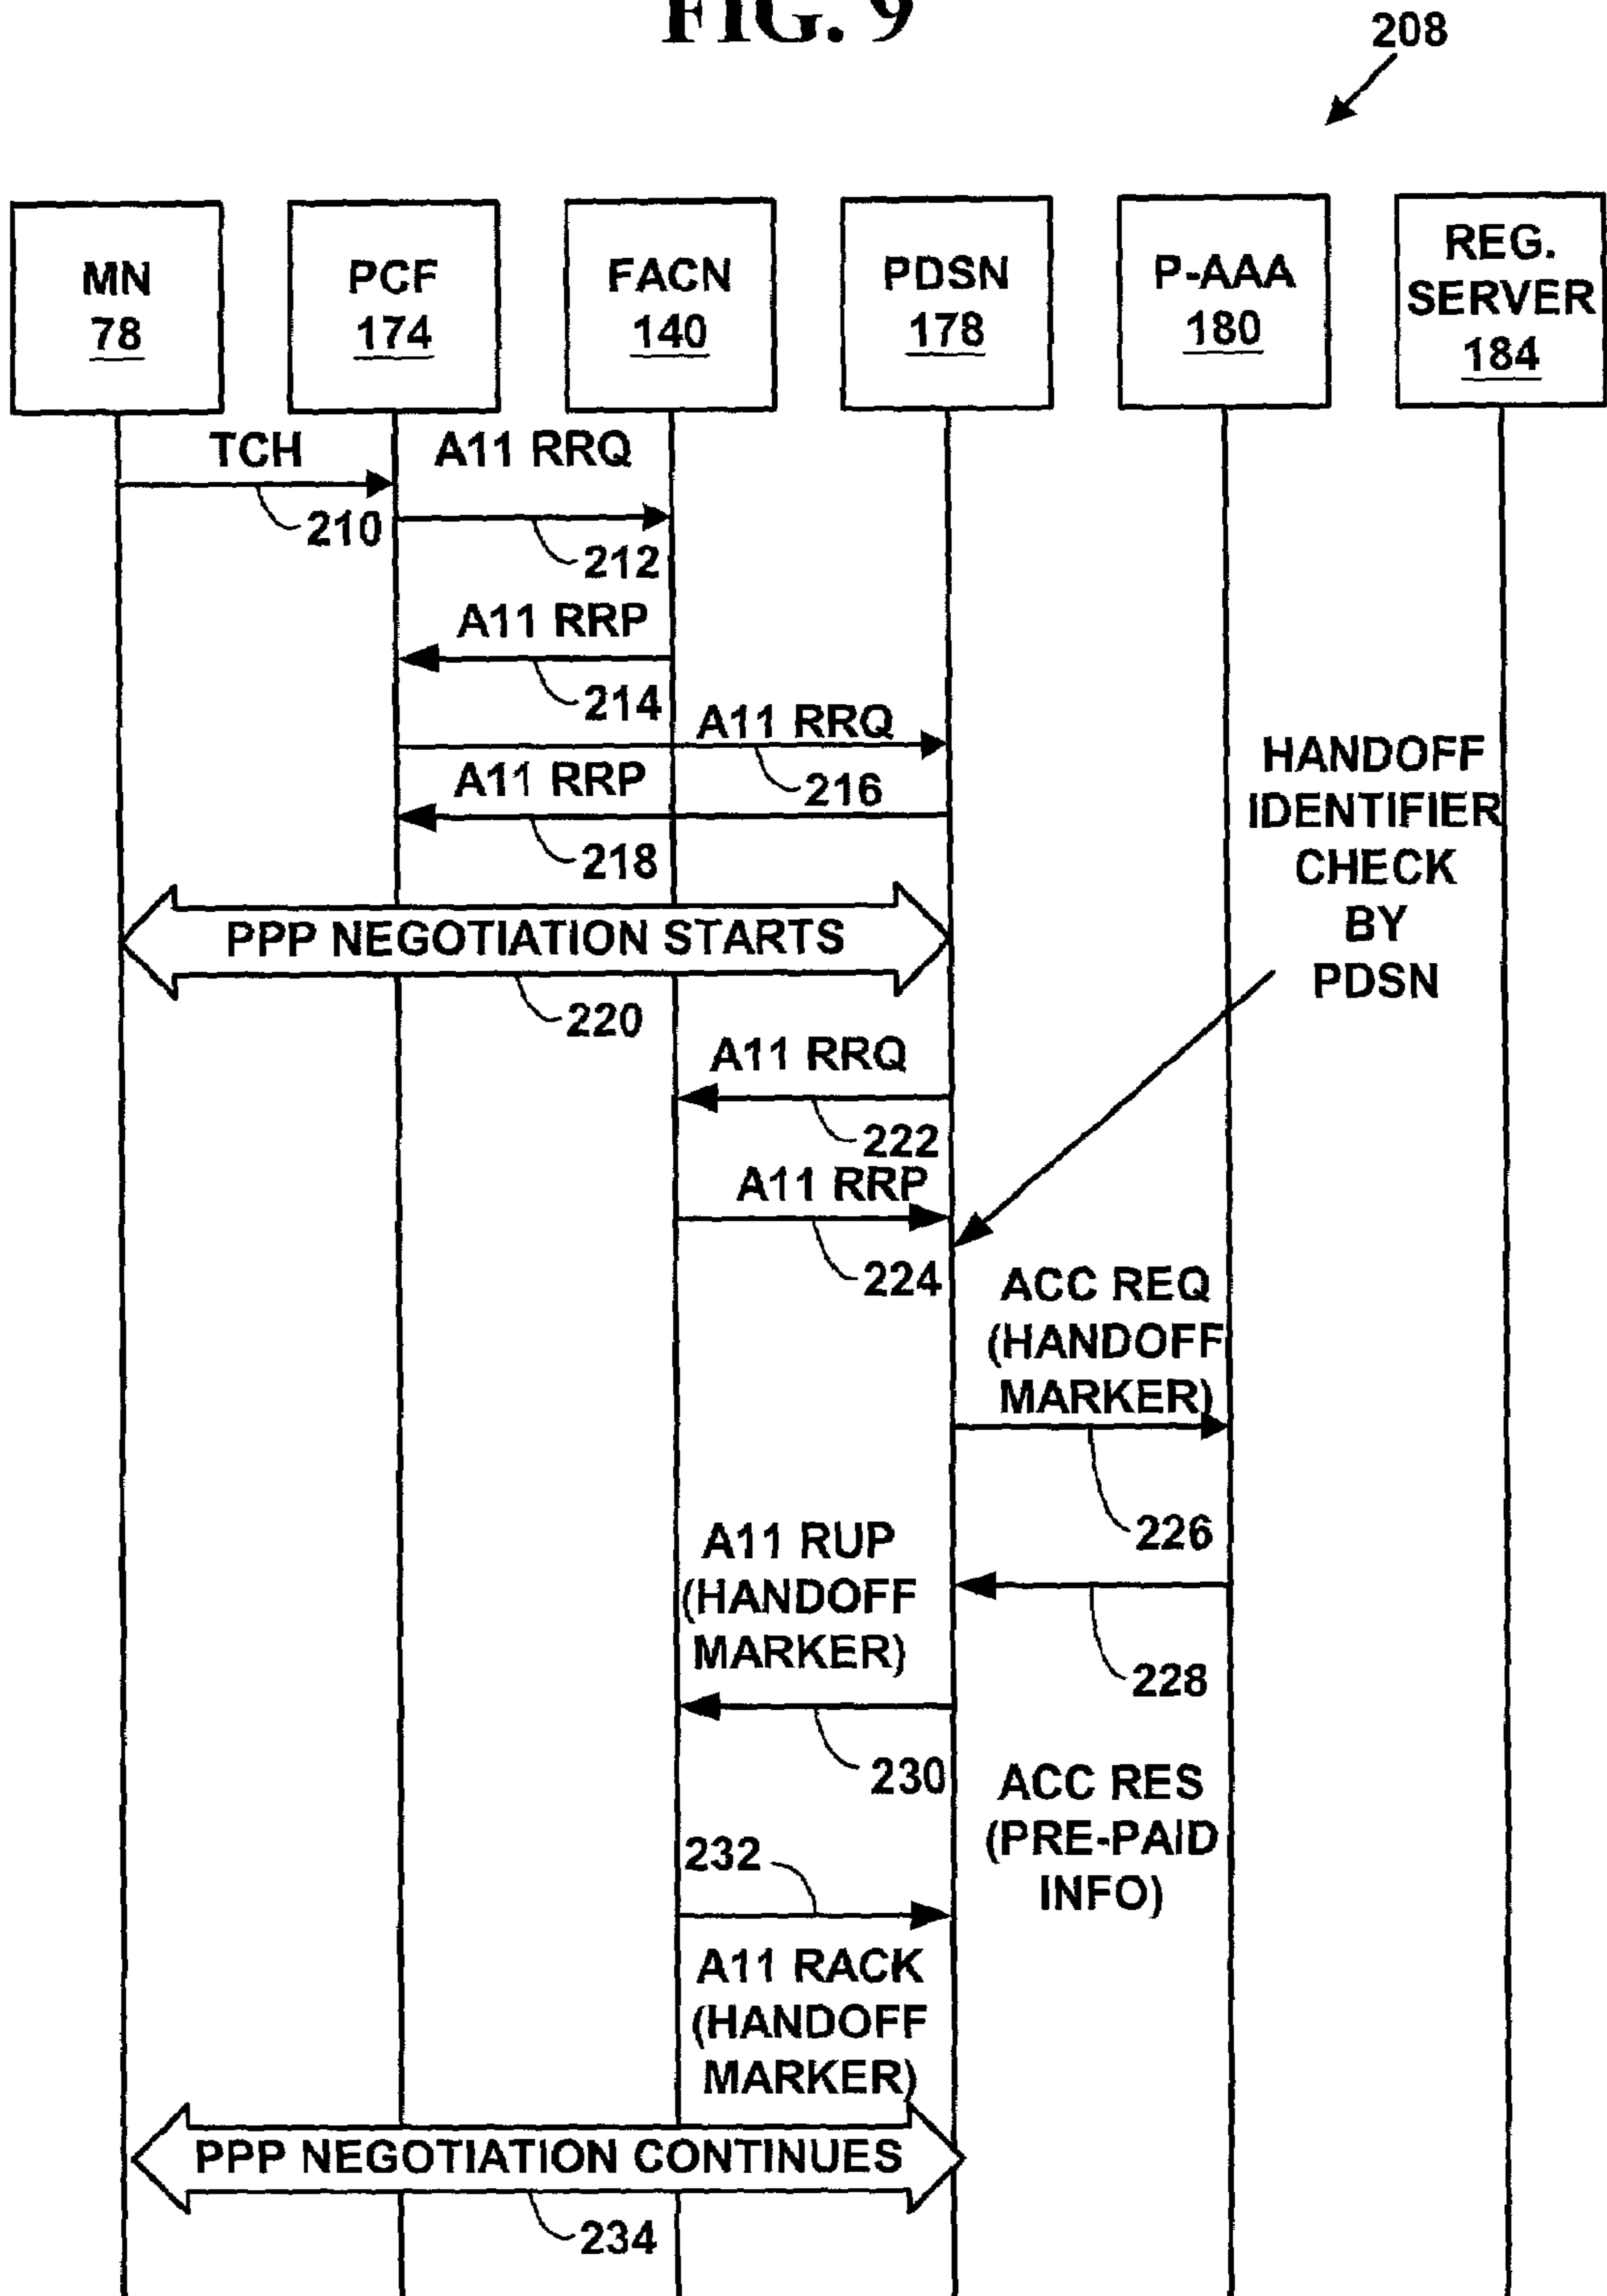 FIG. 9
208
MN
78
PCF
174
FACN
140
PDSN
178
P-AAA
180
REG.
SERVER
184
TCH
210
A11 RRQ
212
A11 RRP
214
A11 RRQ
216
A11 RRP
218
HANDOFF
IDENTIFIER
CHECK
BY
PDSN
PPP NEGOTIATION STARTS
220
A11 RRQ
222
A11 RRP
224
ACC REQ
(HANDOFF
MARKER)
226
A11 RUP
(HANDOFF
MARKER)
228
230
ACC RES
(PRE-PAID
INFO)
232
A11 RACK
(HANDOFF
MARKER)
PPP NEGOTIATION CONTINUES
234